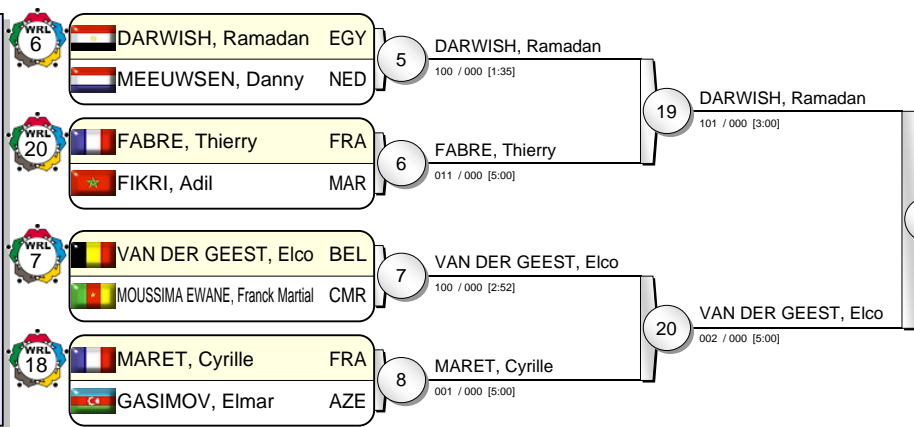 WRL
6
DARWISH, Ramadan EGY
MEEUWSEN, Danny NED
5
DARWISH, Ramadan
100 / 000 [1:35]
WRL
20
FABRE, Thierry FRA
FIKRI, Adil MAR
6
FABRE, Thierry
011 / 000 [5:00]
19
DARWISH, Ramadan
101 / 000 [3:00]
WRL
7
VAN DER GEEST, Elco BEL
MOUSSIMA EWANE, Franck Martial CMR
7
VAN DER GEEST, Elco
100 / 000 [2:52]
WRL
18
MARET, Cyrille FRA
GASIMOV, Elmar AZE
8
MARET, Cyrille
001 / 000 [5:00]
20
VAN DER GEEST, Elco
002 / 000 [5:00]